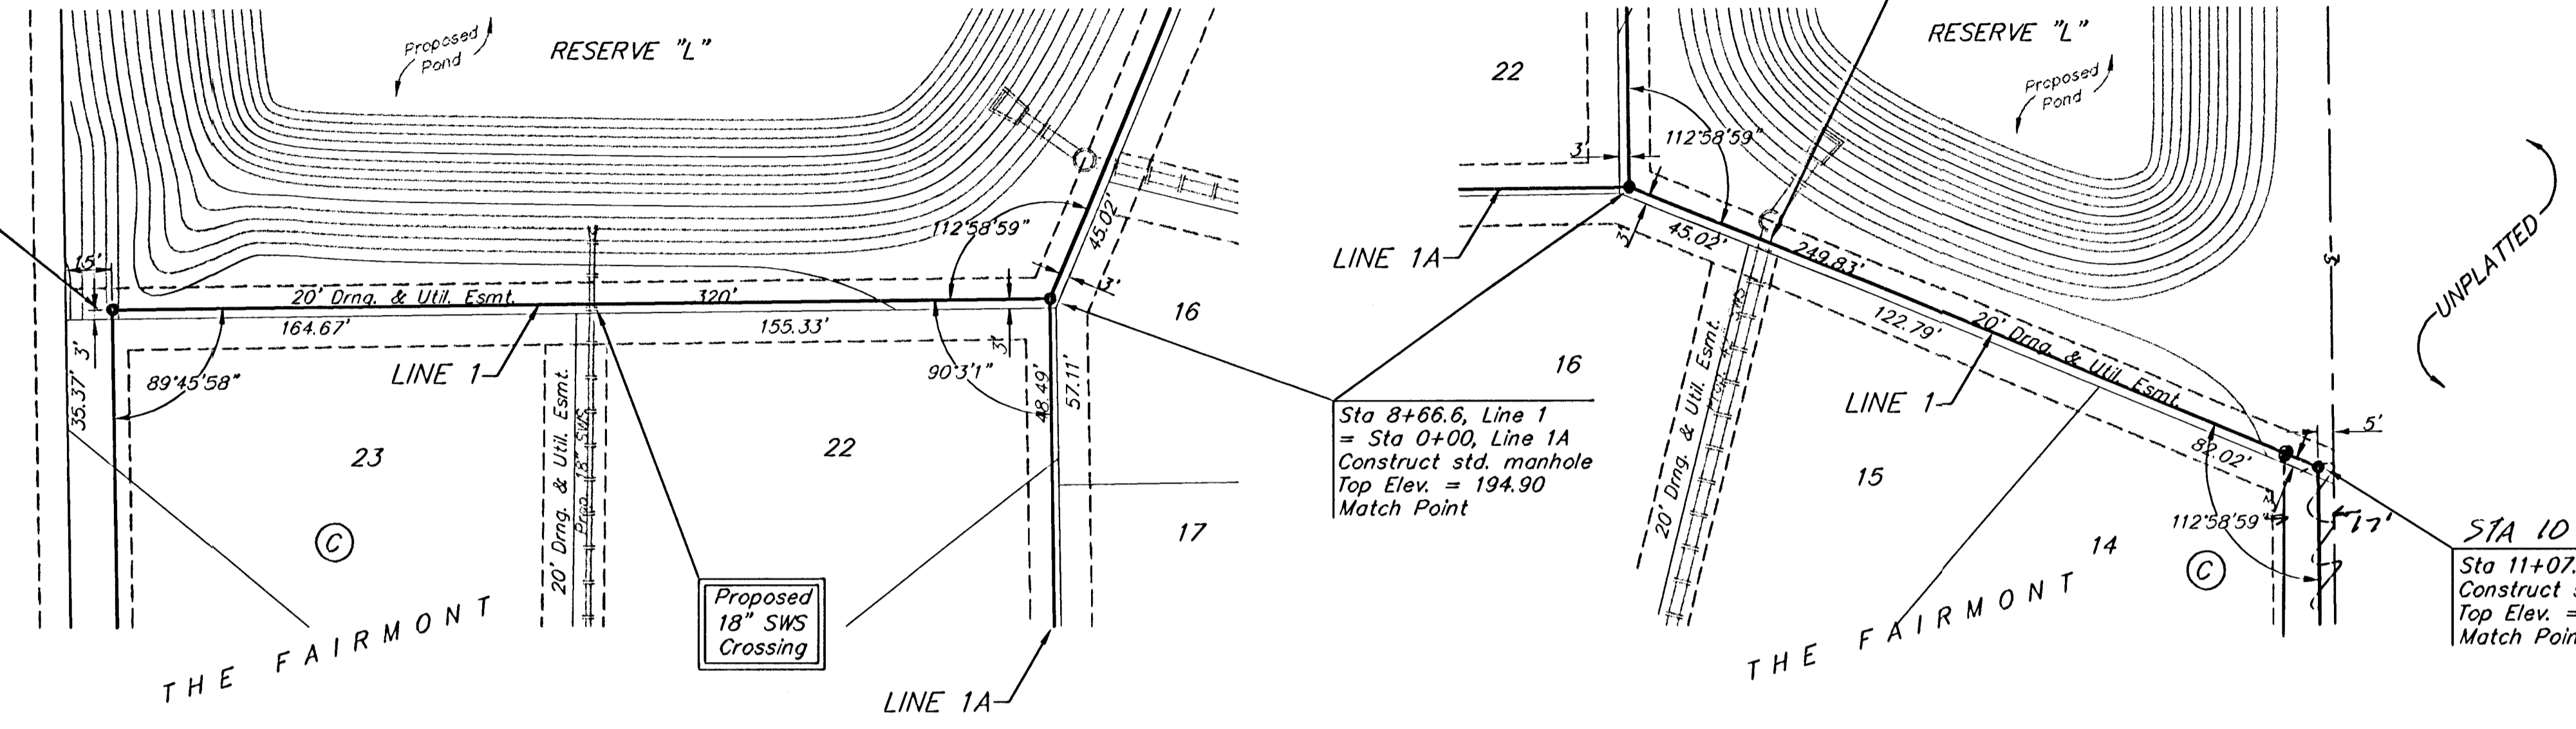 Proposed
Pond
RESERVE "L"
112°58'59"
45.02'
15'
3'
20' Drng. & Util. Esmt.
320'
3'
16
164.67'
155.33'
3'
35.37'
89°45'58"
LINE 1
90°3'1"
48.49'
57.11'
23
22
20' Drng. & Util. Esmt.
Prop. 18" SWS
17
C
Proposed
18" SWS
Crossing
THE FAIRMONT
LINE 1A
22
RESERVE "L"
Proposed
Pond
112°58'59"
3'
LINE 1A
3'
45.02'
249.83'
122.79'
20' Drng. & Util. Esmt.
UNPLATTED
16
LINE 1
20' Drng. & Util. Esmt.
Sta 8+66.6, Line 1
= Sta 0+00, Line 1A
Construct std. manhole
Top Elev. = 194.90
Match Point
15
82.02'
5'
112°58'59"
17'
14
C
THE FAIRMONT
STA 10
Sta 11+07.
Construct
Top Elev. =
Match Poin